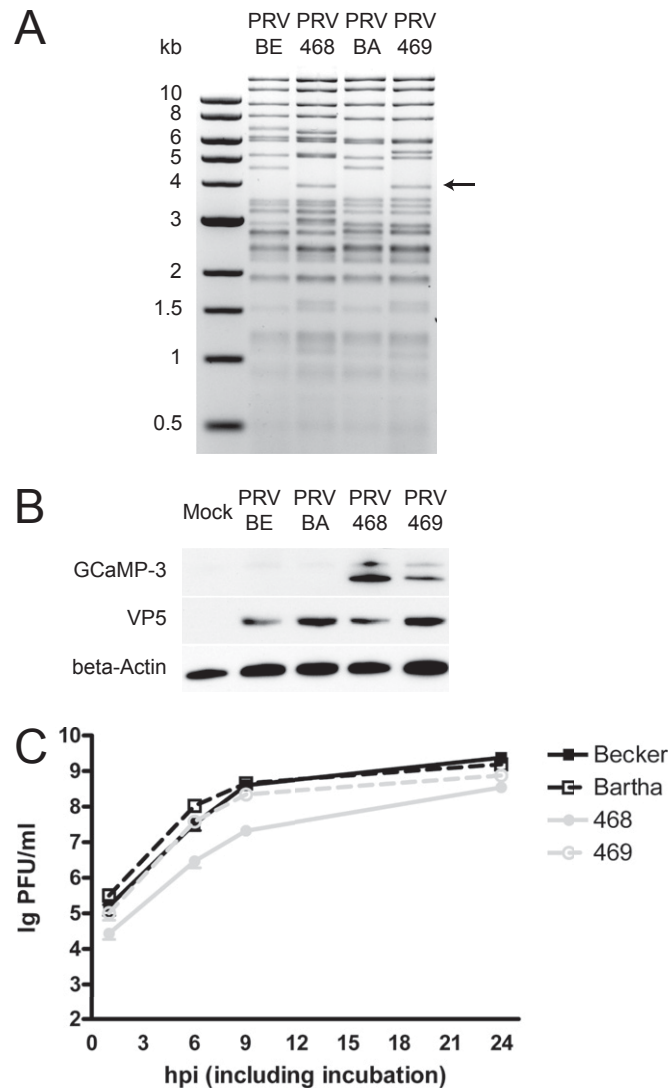 A
kb
PRV BE
PRV 468
PRV BA
PRV 469
10
8
6
5
4
3
2
1.5
1
0.5
B
Mock
PRV BE
PRV BA
PRV 468
PRV 469
GCaMP-3
VP5
beta-Actin
C
lg PFU/ml
10
9
8
7
6
5
4
3
2
0 3 6 9 12 15 18 21 24
hpi (including incubation)
Becker
Bartha
468
469